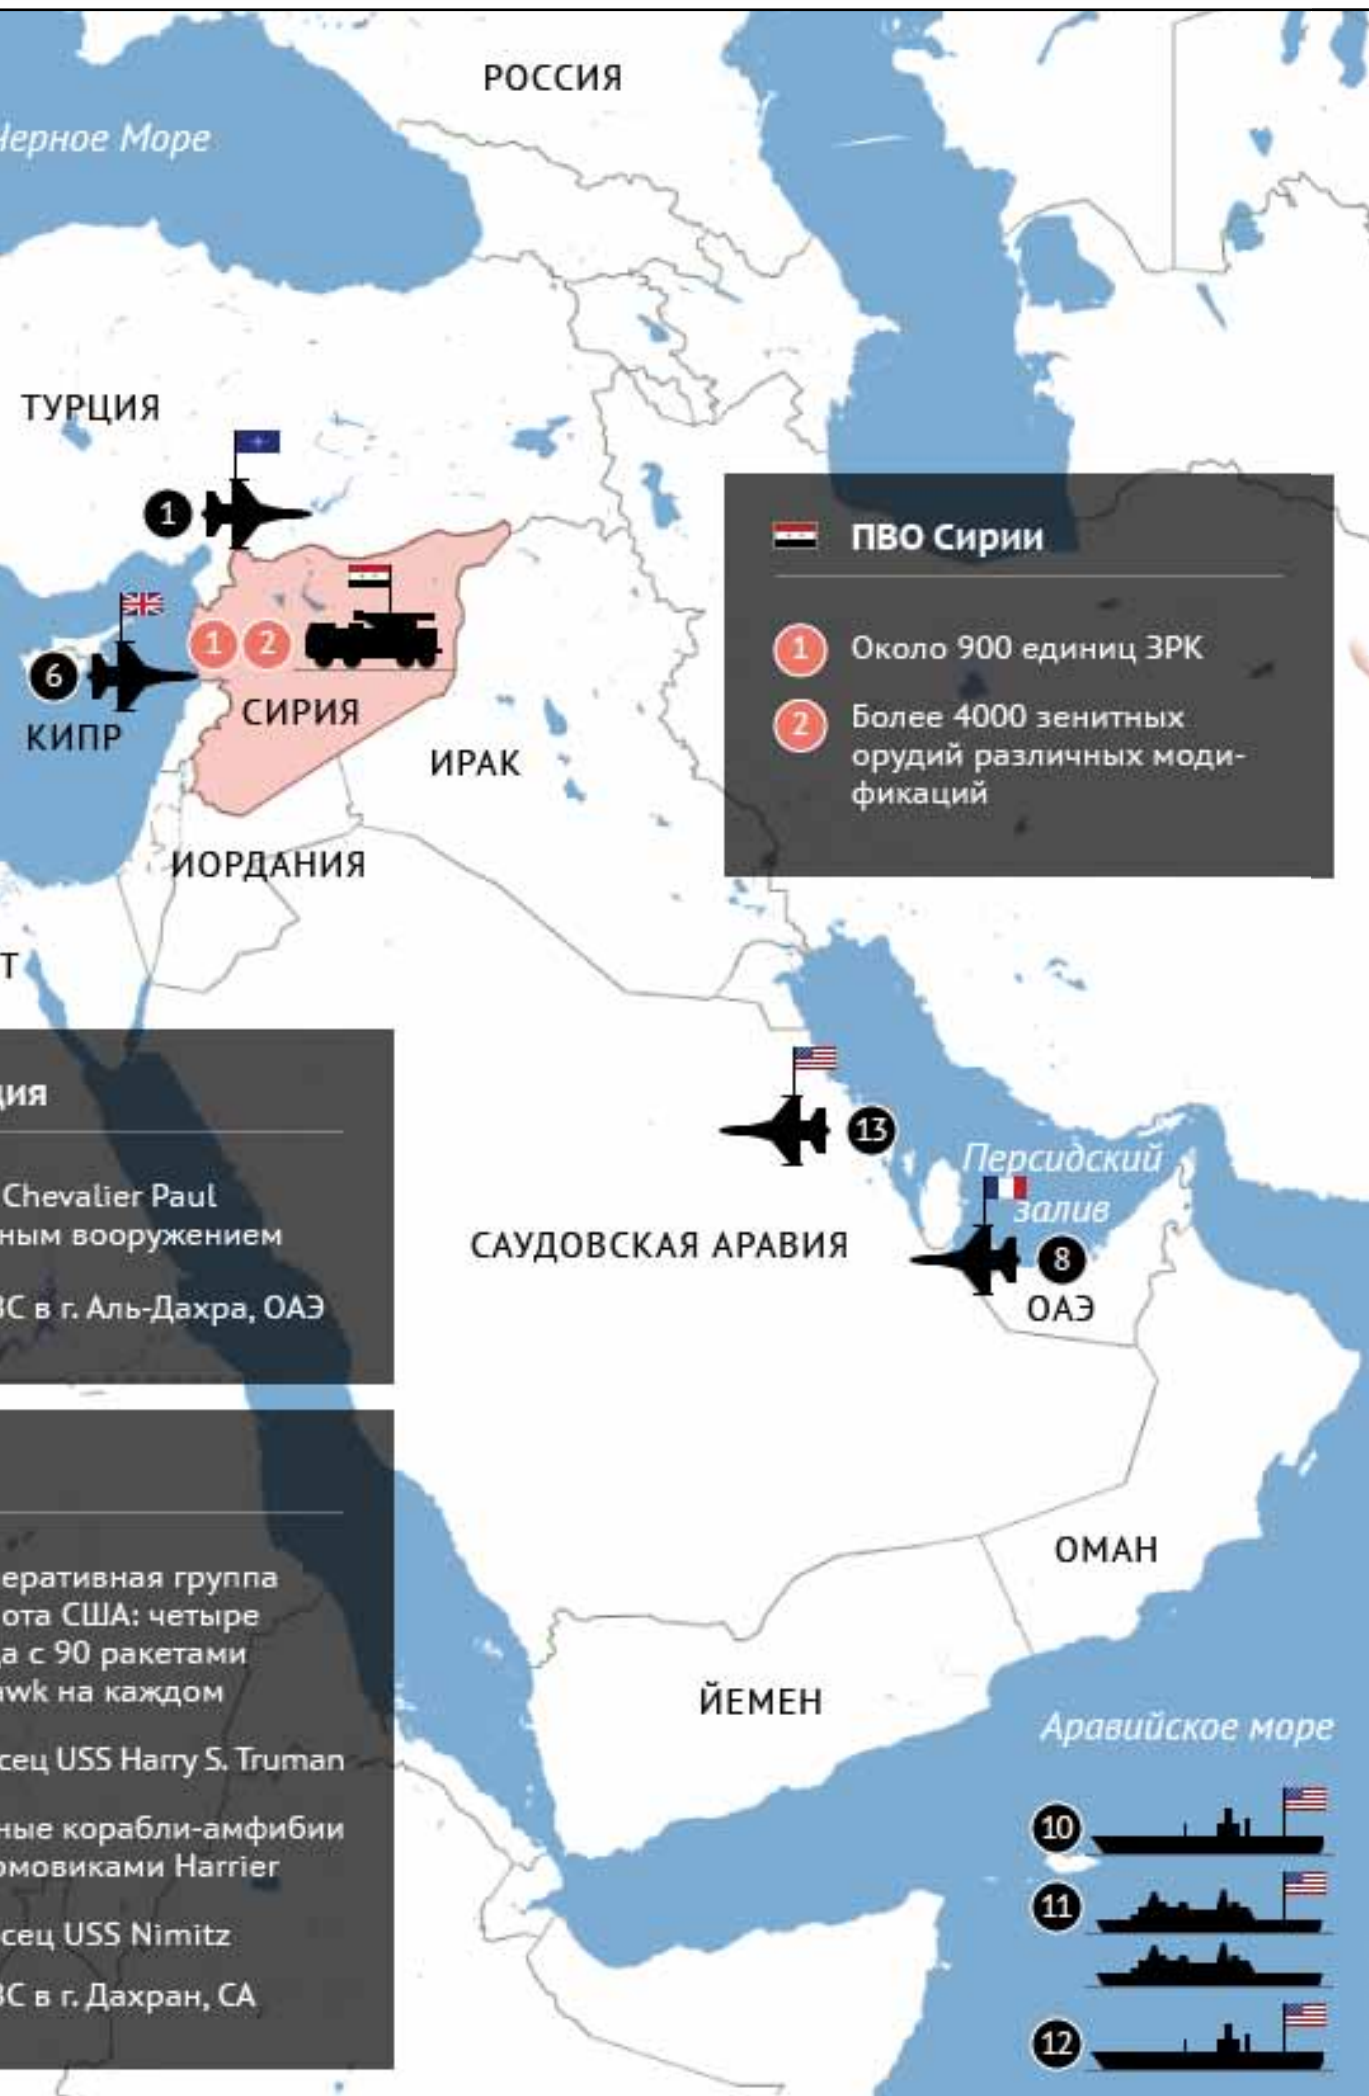 РОССИЯ
Черное Море
ТУРЦИЯ
1
ПВО Сирии
1
Около 900 единиц ЗРК
2
Более 4000 зенитных
орудий различных моди-
фикаций
6
КИПР
1 2
СИРИЯ
ИРАК
ИОРДАНИЯ
Т
13
Персидский
залив
8
САУДОВСКАЯ АРАВИЯ
ОАЭ
ция
Chevalier Paul
ным вооружением
ВС в г. Аль-Дахра, ОАЭ
еративная группа
ота США: четыре
а с 90 ракетами
awk на каждом
сец USS Harry S. Truman
ные корабли-амфибии
рмовиками Harrier
сец USS Nimitz
ВС в г. Дахран, СА
ОМАН
ЙЕМЕН
Аравийское море
10
11
12